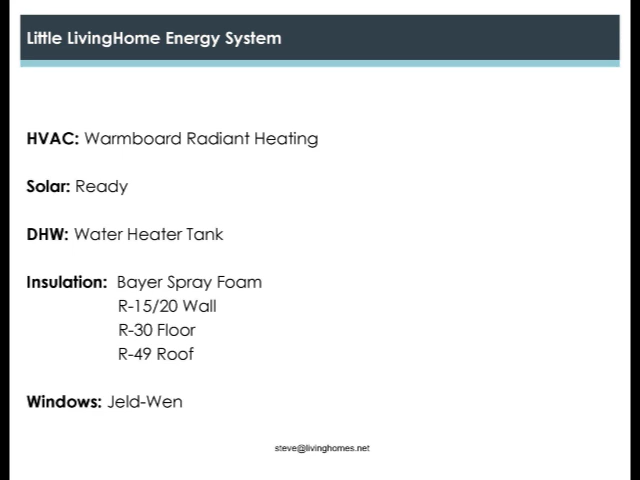 Little LivingHome Energy System
HVAC: Warmboard Radiant Heating
Solar: Ready
DHW: Water Heater Tank
Insulation: Bayer Spray Foam
R-15/20 Wall
R-30 Floor
R-49 Roof
Windows: Jeld-Wen
steve@livinghomes.net